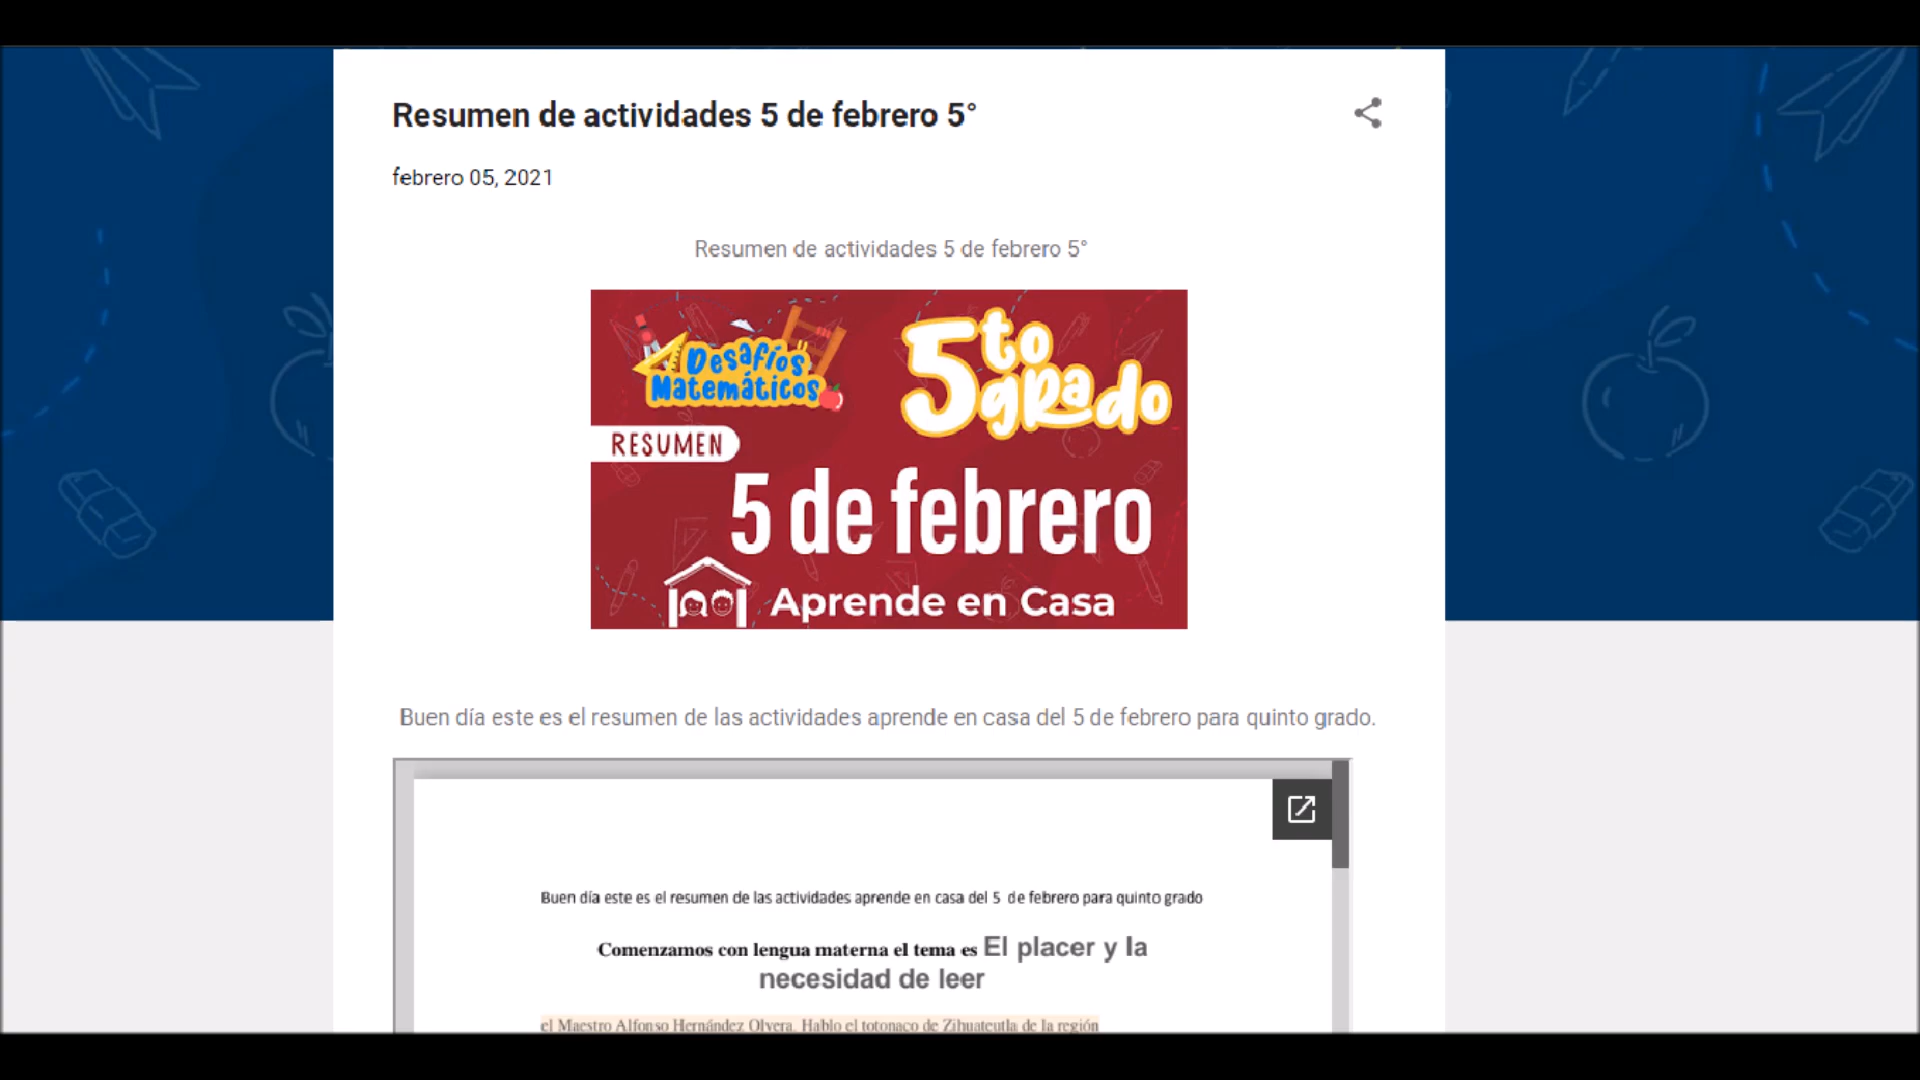 Resumen de actividades 5 de febrero 5°
febrero 05, 2021
Resumen de actividades 5 de febrero 5°
Desafíos
Matemáticos
5to
grado
RESUMEN
5 de febrero
Aprende en Casa
Buen día este es el resumen de las actividades aprende en casa del 5 de febrero para quinto grado.
Buen día este es el resumen de las actividades aprende en casa del 5 de febrero para quinto grado
Comenzamos con lengua materna el tema es El placer y la
necesidad de leer
el Maestro Alfonso Hernández Olvera. Hablo el totonaco de Zihuateutla de la región